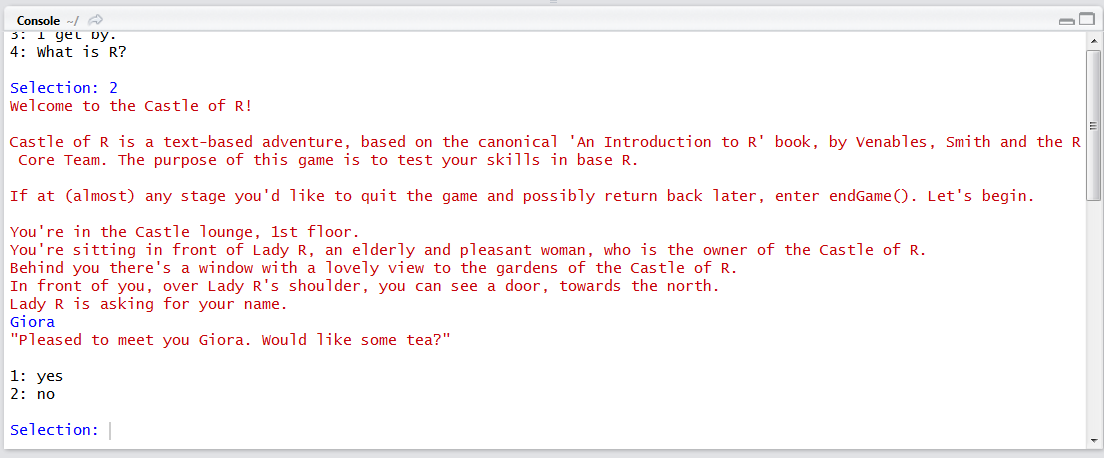 Console ~/
3: I get by.
4: What is R?
Selection: 2
Welcome to the Castle of R!
Castle of R is a text-based adventure, based on the canonical 'An Introduction to R' book, by Venables, Smith and the R
Core Team. The purpose of this game is to test your skills in base R.
If at (almost) any stage you'd like to quit the game and possibly return back later, enter endGame(). Let's begin.
You're in the Castle lounge, 1st floor.
You're sitting in front of Lady R, an elderly and pleasant woman, who is the owner of the Castle of R.
Behind you there's a window with a lovely view to the gardens of the Castle of R.
In front of you, over Lady R's shoulder, you can see a door, towards the north.
Lady R is asking for your name.
Giora
"Pleased to meet you Giora. Would like some tea?"
1: yes
2: no
Selection: